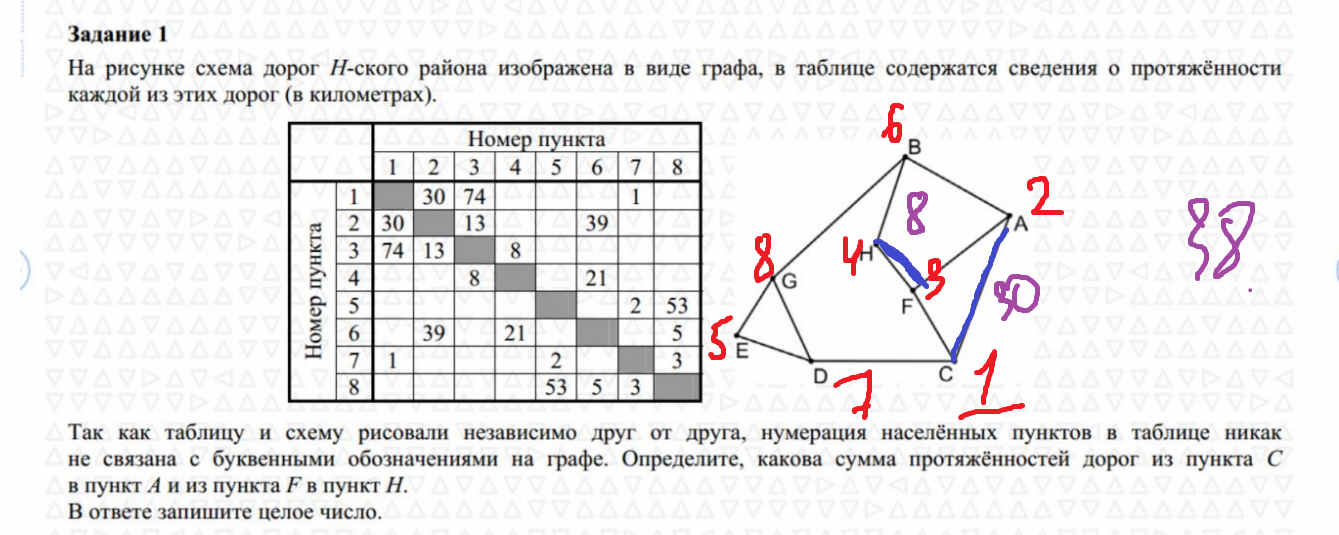 Задание 1
На рисунке схема дорог Н-ского района изображена в виде графа, в таблице содержатся сведения о протяжённости
каждой из этих дорог (в километрах).
Номер пункта
1 2 3 4 5 6 7 8
Номер пункта
1 30 74 1
2 30 13 39
3 74 13 8
4 8 21
5 2 53
6 39 21 5
7 1 2 3
8 53 5 3
6
B
2
A
8
4
H
8
G
3
F
30
5
E
D
7
C
1
38
Так как таблицу и схему рисовали независимо друг от друга, нумерация населённых пунктов в таблице никак
не связана с буквенными обозначениями на графе. Определите, какова сумма протяжённостей дорог из пункта C
в пункт A и из пункта F в пункт H.
В ответе запишите целое число.